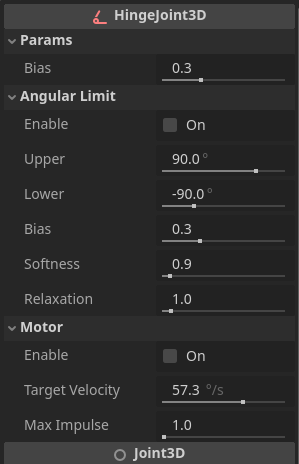 HingeJoint3D
Params
Bias 0.3
Angular Limit
Enable On
Upper 90.0 °
Lower -90.0 °
Bias 0.3
Softness 0.9
Relaxation 1.0
Motor
Enable On
Target Velocity 57.3 °/s
Max Impulse 1.0
Joint3D